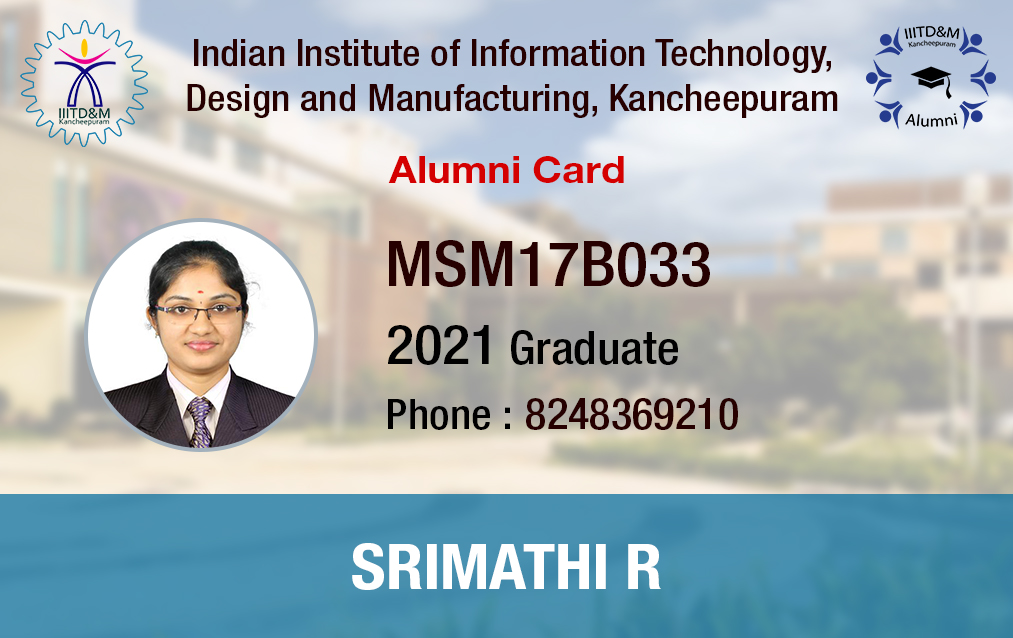 IIITD&M
Kancheepuram
Indian Institute of Information Technology,
Design and Manufacturing, Kancheepuram
IIITD&M
Kancheepuram
Alumni
Alumni Card
MSM17B033
2021 Graduate
Phone : 8248369210
SRIMATHI R